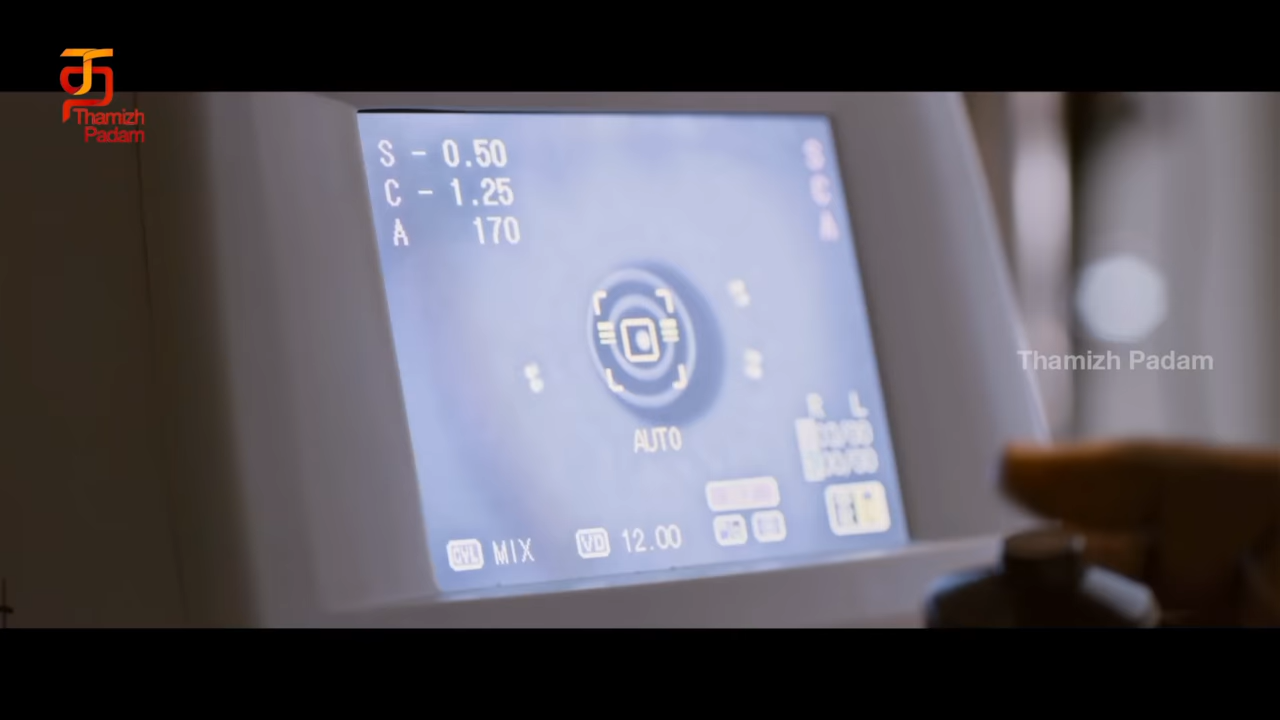 Thamizh
Padam
S - 0.50
C - 1.25
A 170
S
C
A
Thamizh Padam
R L
AUTO
CYL MIX
VD 12.00